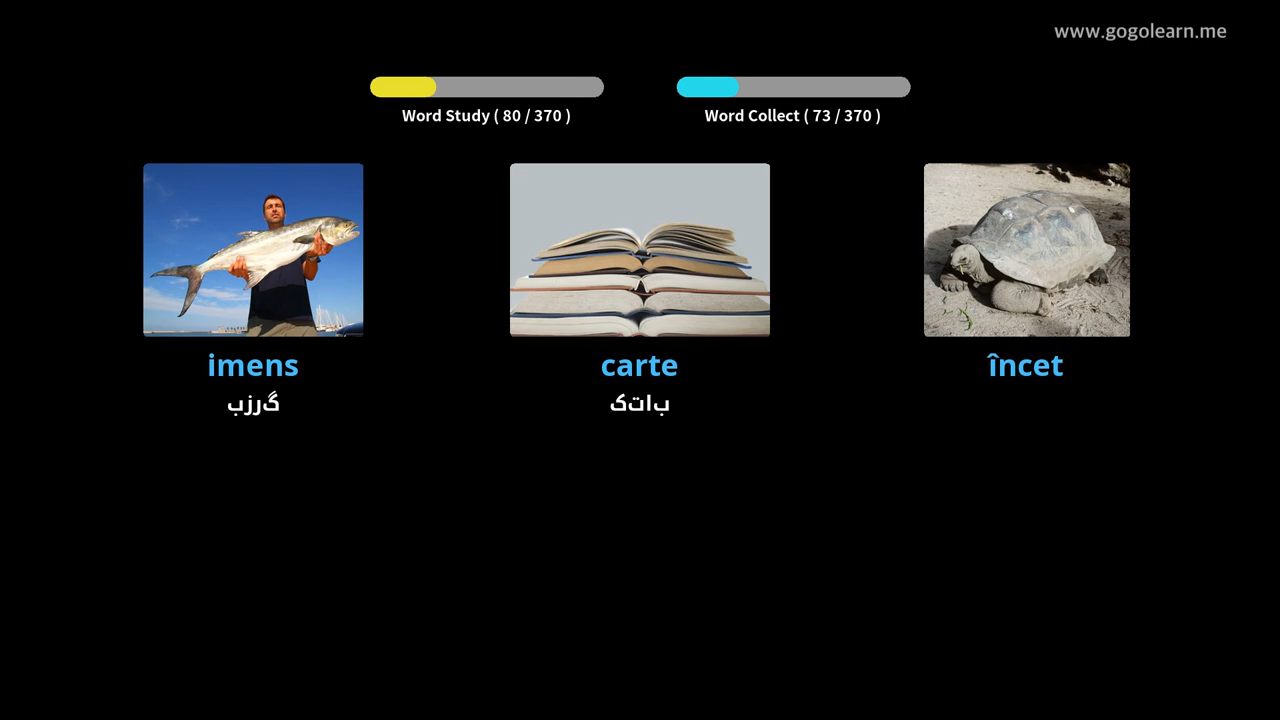 www.gogolearn.me
Word Study ( 80 / 370 )
Word Collect ( 73 / 370 )
imens
گرزب
carte
باتک
încet